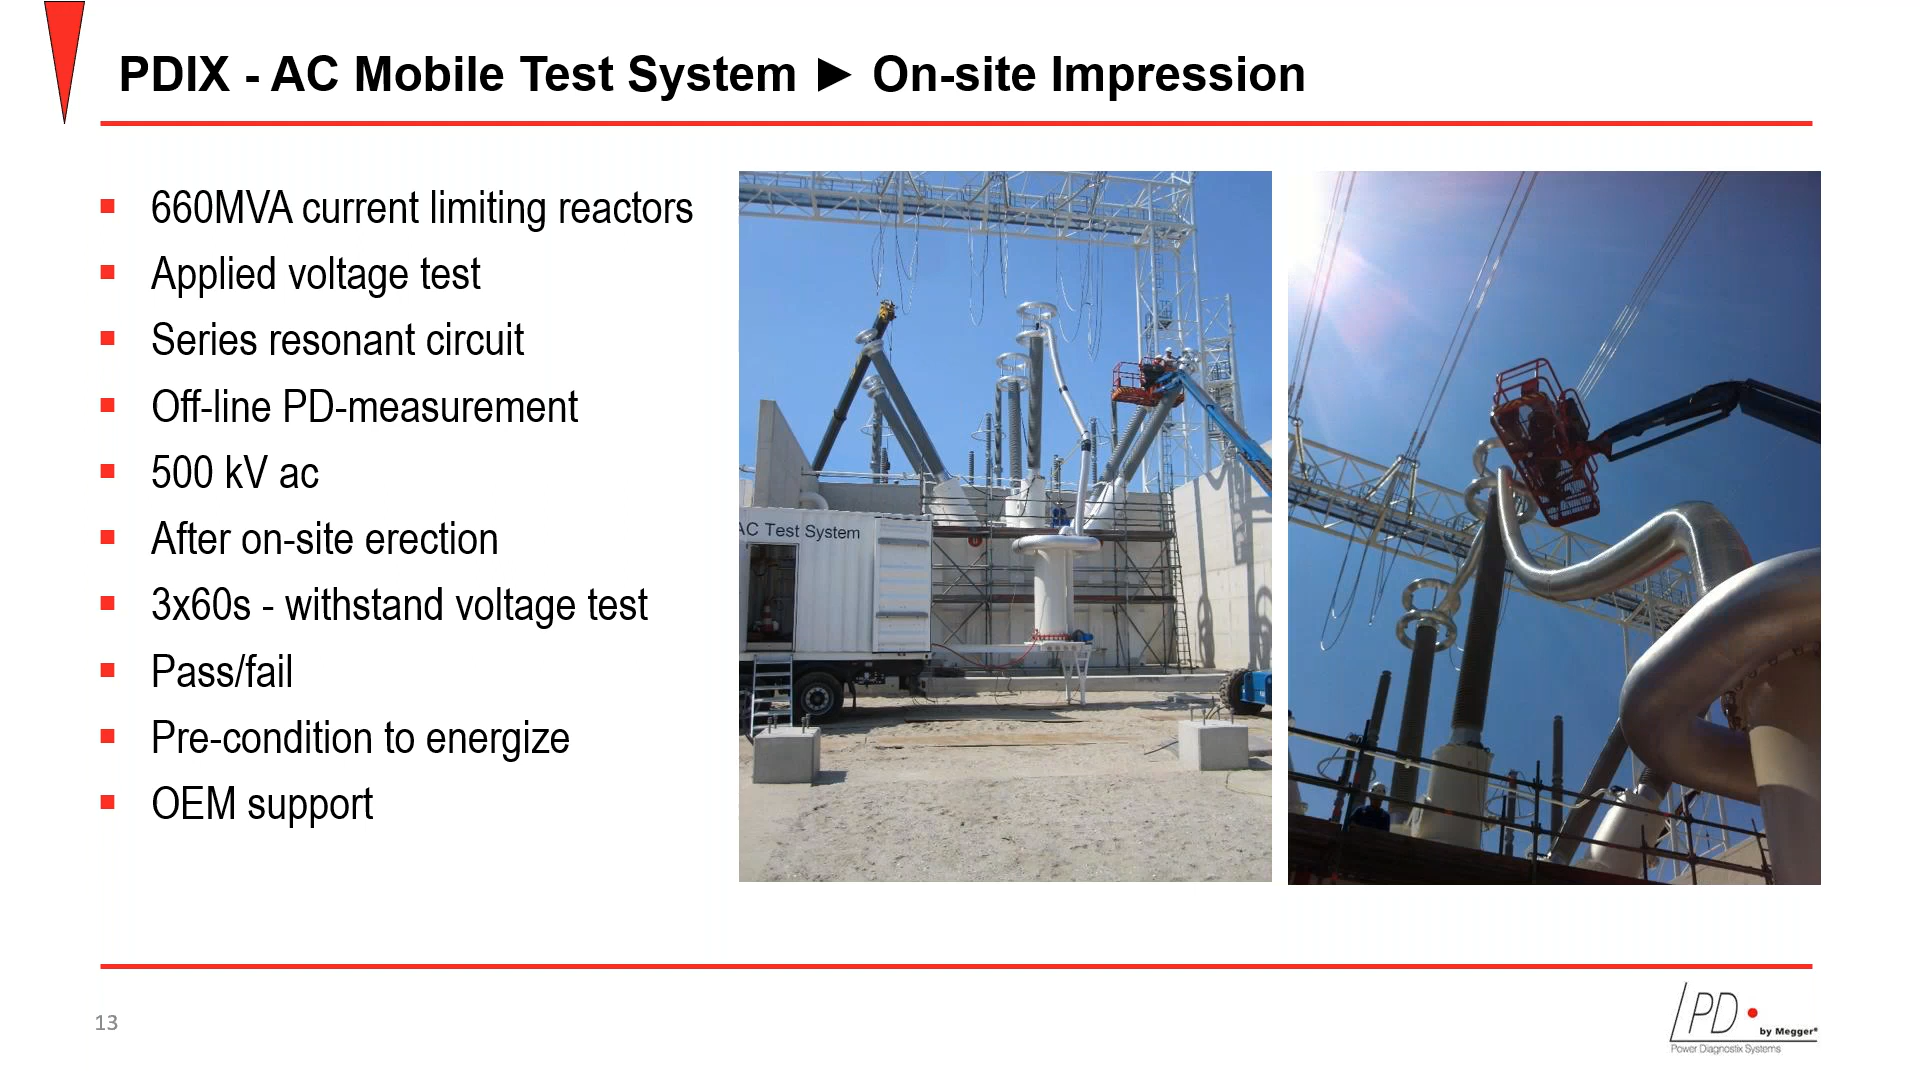 PDIX - AC Mobile Test System ► On-site Impression
▪ 660MVA current limiting reactors
▪ Applied voltage test
▪ Series resonant circuit
▪ Off-line PD-measurement
▪ 500 kV ac
▪ After on-site erection
▪ 3x60s - withstand voltage test
▪ Pass/fail
▪ Pre-condition to energize
▪ OEM support
AC Test System
13
PD
by Megger®
Power Diagnostix Systems